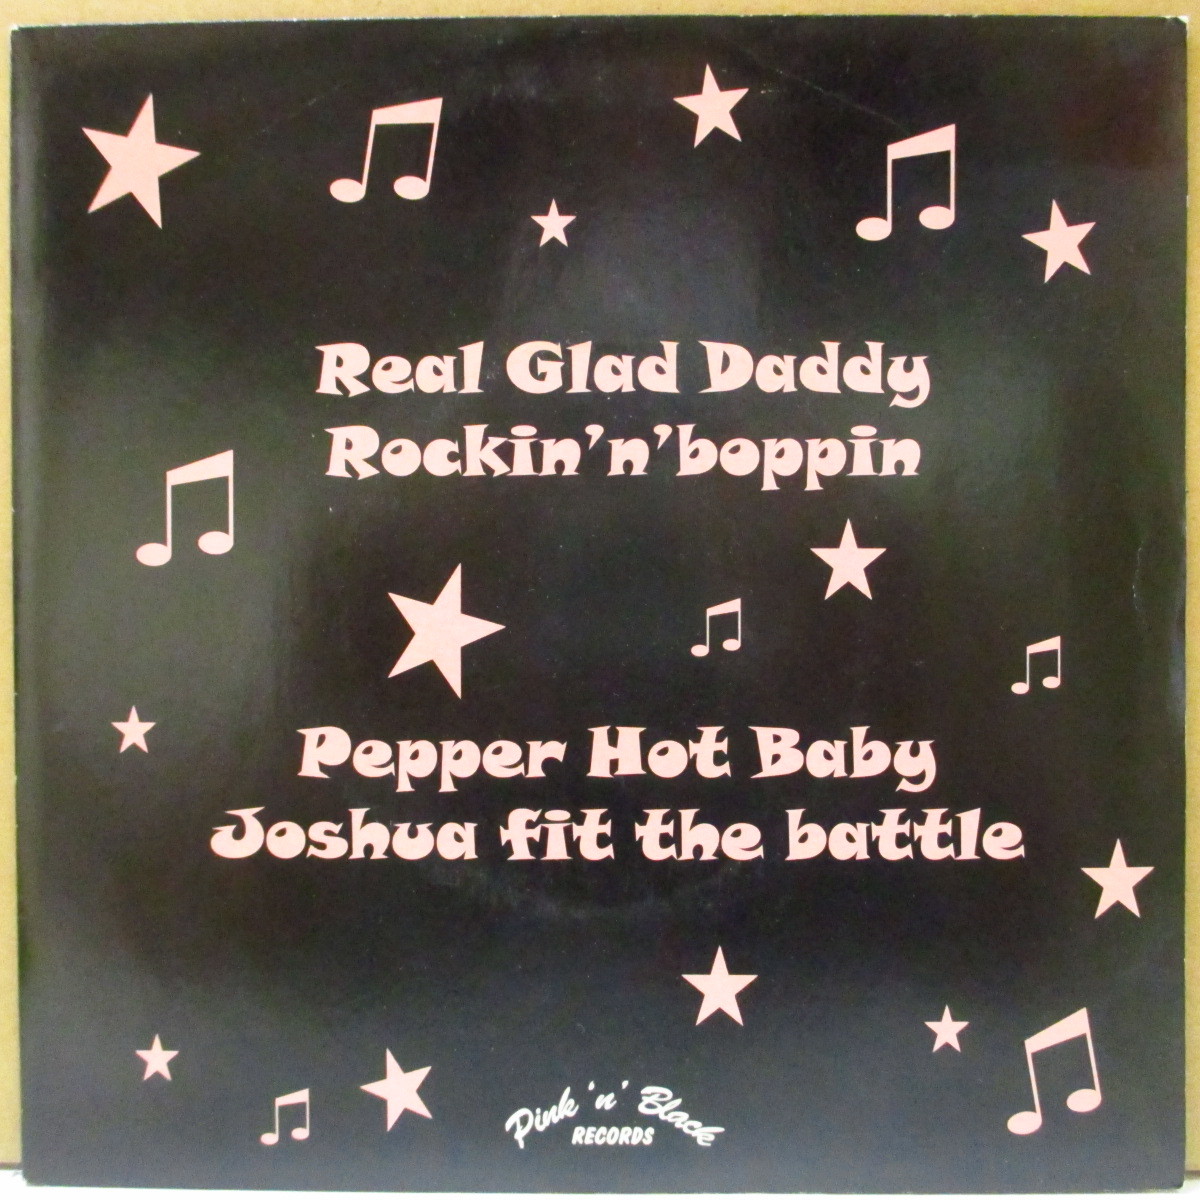 Real Glad Daddy
Rockin'n'boppin
Pepper Hot Baby
Joshua fit the battle
Pink 'n' Black
RECORDS